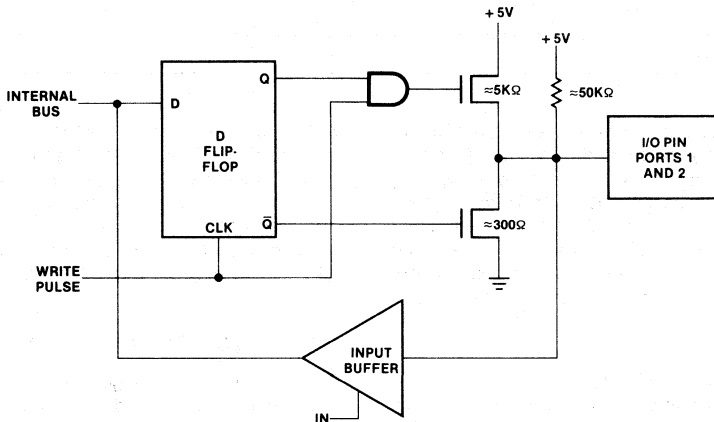 +5V
+5V
Q
INTERNAL
BUS
D
≈5KΩ
≈50KΩ
D
FLIP-
FLOP
I/O PIN
PORTS 1
AND 2
CLK
Q̅
≈300Ω
WRITE
PULSE
INPUT
BUFFER
IN